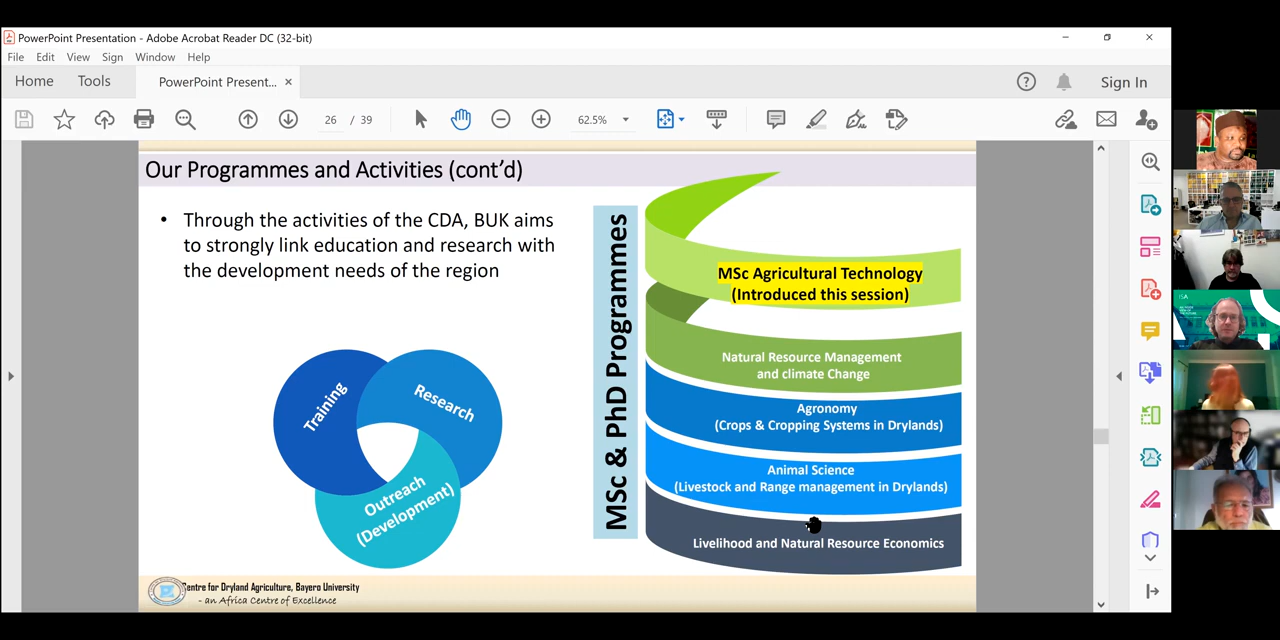 PowerPoint Presentation - Adobe Acrobat Reader DC (32-bit)
File Edit View Sign Window Help
Home Tools PowerPoint Present... × Sign In
26 / 39 62.5%
Our Programmes and Activities (cont'd)
• Through the activities of the CDA, BUK aims
to strongly link education and research with
the development needs of the region
Training
Research
Outreach
(Development)
MSc & PhD Programmes
MSc Agricultural Technology
(Introduced this session)
Natural Resource Management
and climate Change
Agronomy
(Crops & Cropping Systems in Drylands)
Animal Science
(Livestock and Range management in Drylands)
Livelihood and Natural Resource Economics
Centre for Dryland Agriculture, Bayero University
- an Africa Centre of Excellence